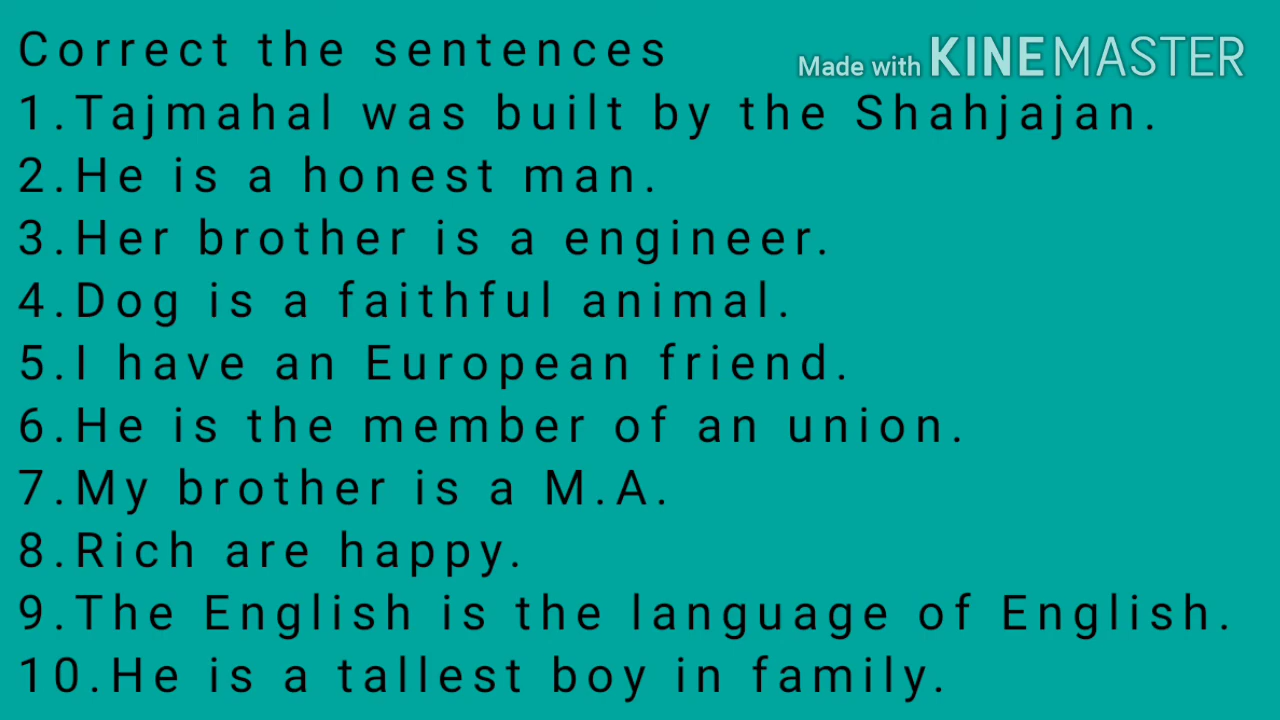 Correct the sentences
Made with KINEMASTER
1.Tajmahal was built by the Shahjajan.
2.He is a honest man.
3.Her brother is a engineer.
4.Dog is a faithful animal.
5.I have an European friend.
6.He is the member of an union.
7.My brother is a M.A.
8.Rich are happy.
9.The English is the language of English.
10.He is a tallest boy in family.